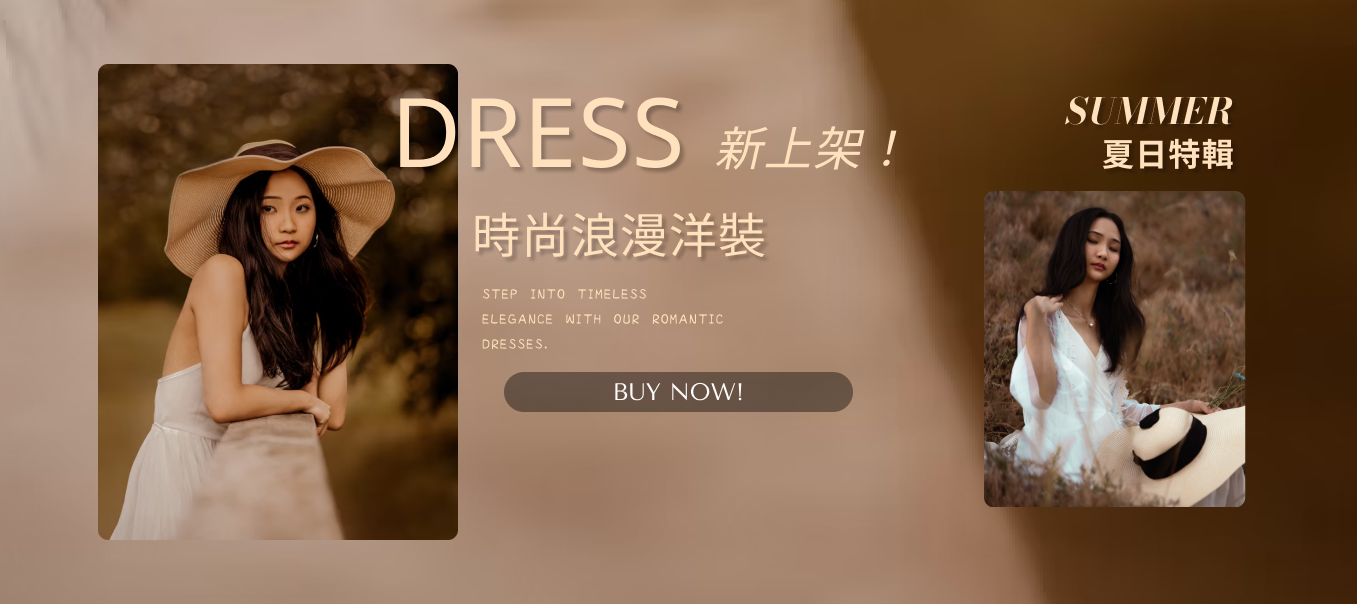 DRESS 新上架！
時尚浪漫洋裝
STEP INTO TIMELESS
ELEGANCE WITH OUR ROMANTIC
DRESSES.
BUY NOW!
SUMMER
夏日特輯